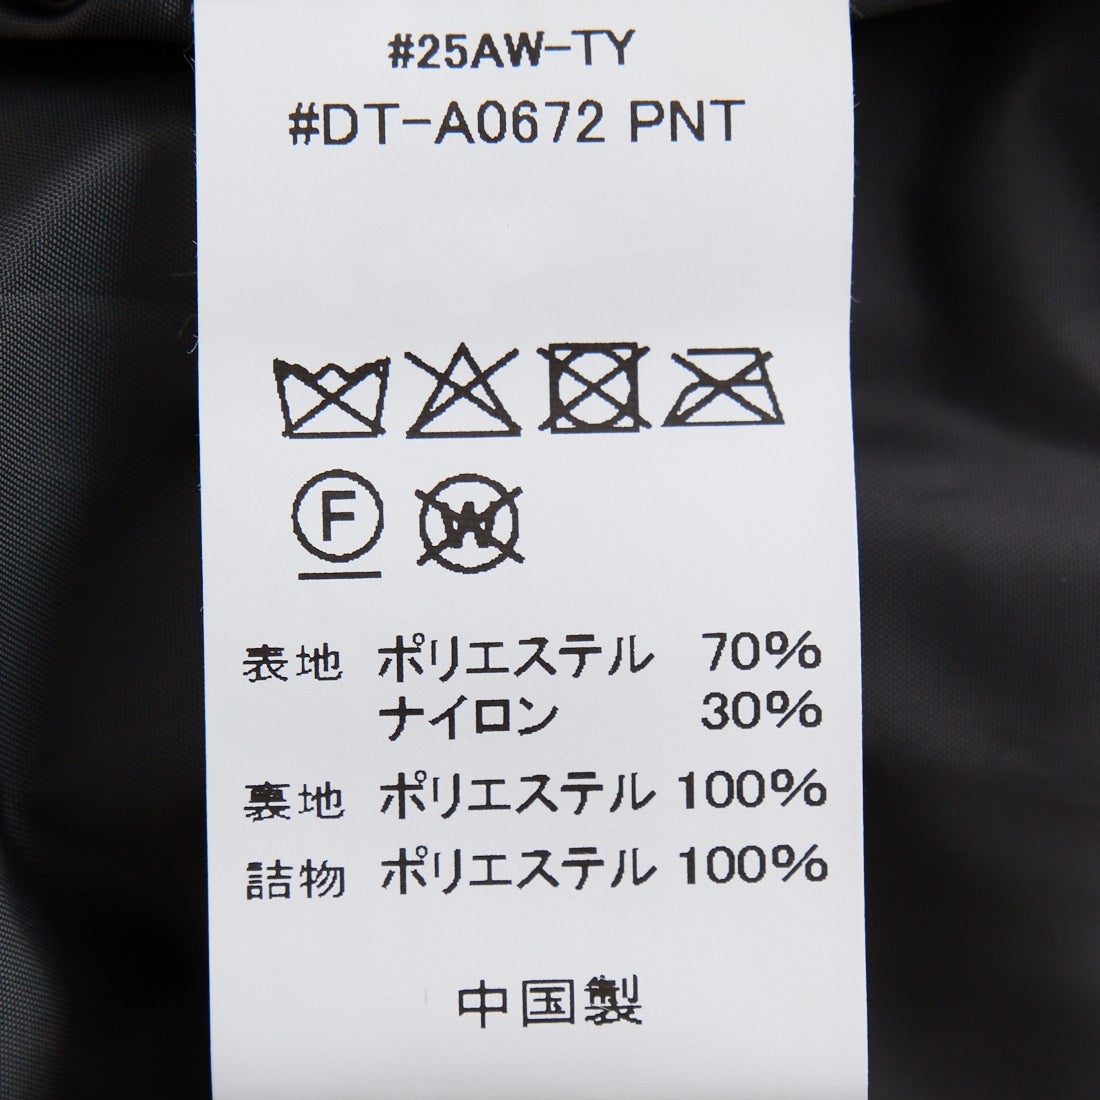 #25AW-TY
#DT-A0672 PNT
F W
表地 ポリエステル 70%
ナイロン 30%
裏地 ポリエステル 100%
詰物 ポリエステル 100%
中国製